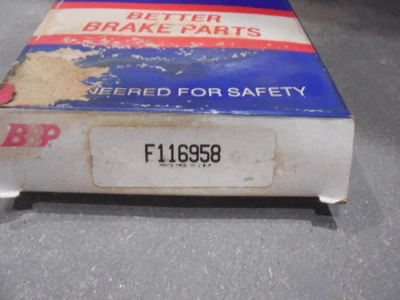 BETTER
BRAKE PARTS
NEERED FOR SAFETY
BBP.
F116958